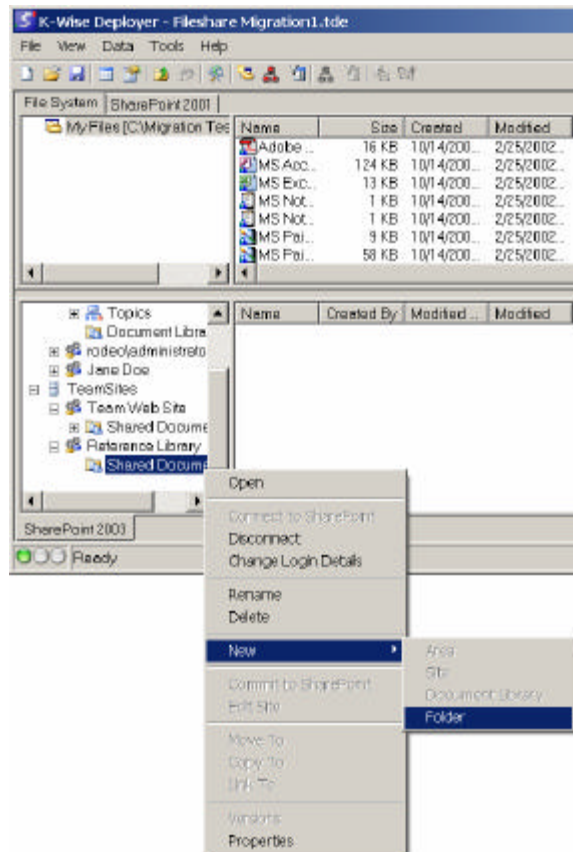 K-Wise Deployer - Fileshare Migration1.tde
File View Data Tools Help
File System SharePoint 2001
My Files [C:\Migration Tes
Name Size Created Modified
Adobe ... 16 KB 10/14/200... 2/25/2002...
MS Acc... 124 KB 10/14/200... 2/25/2002...
MS Exc... 13 KB 10/14/200... 2/25/2002...
MS Not... 1 KB 10/14/200... 2/25/2002...
MS Not... 1 KB 10/14/200... 2/25/2002...
MS Pai... 9 KB 10/14/200... 2/25/2002...
MS Pai... 58 KB 10/14/200... 2/25/2002...
Name Created By Modified ... Modified
Topics
Document Libra
rodeo\administrato
Jane Doe
TeamSites
Team Web Site
Shared Docume
Reference Library
Shared Docume
SharePoint 2003
Ready
Open
Connect to SharePoint
Disconnect
Change Login Details
Rename
Delete
New
Commit to SharePoint
Edit Site
Move To
Copy To
Link To
Versions
Properties
Area
Site
Document Library
Folder